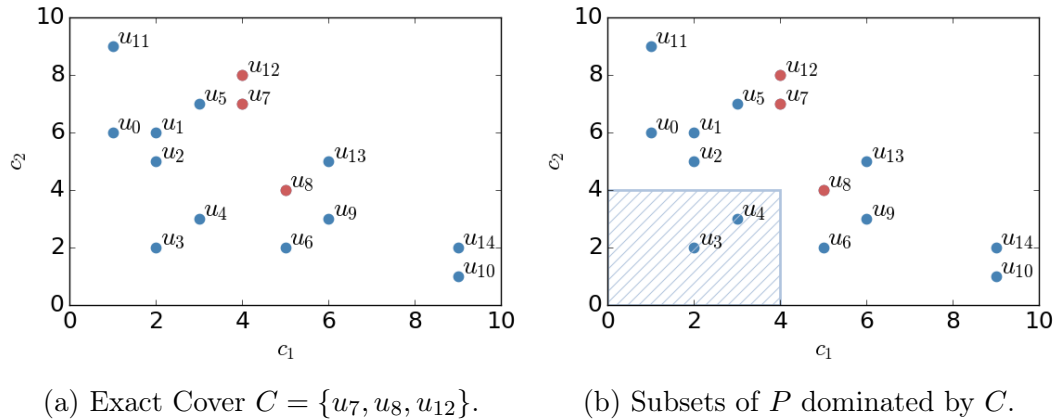 10
8
6
4
2
0
c₂
u₁₁
u₁₂
u₅
u₇
u₀
u₁
u₂
u₁₃
u₈
u₄
u₉
u₃
u₆
u₁₄
u₁₀
0 2 4 6 8 10
c₁
(a) Exact Cover C = {u₇, u₈, u₁₂}.
10
8
6
4
2
0
c₂
u₁₁
u₁₂
u₅
u₇
u₀
u₁
u₂
u₁₃
u₈
u₄
u₉
u₃
u₆
u₁₄
u₁₀
0 2 4 6 8 10
c₁
(b) Subsets of P dominated by C.